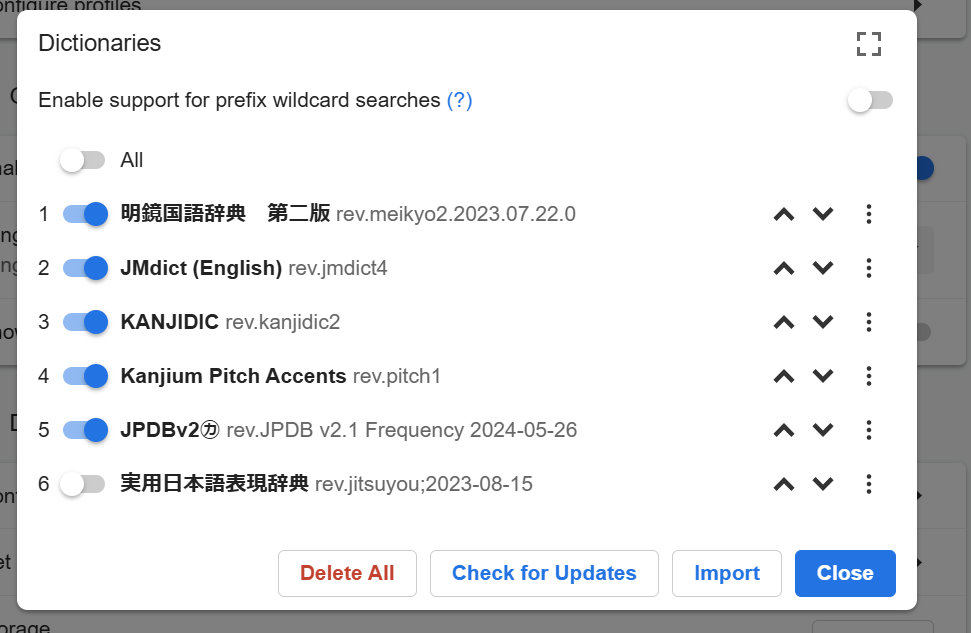 onfigure profiles
Dictionaries
Enable support for prefix wildcard searches (?)
All
1 明鏡国語辞典　第二版 rev.meikyo2.2023.07.22.0
2 JMdict (English) rev.jmdict4
3 KANJIDIC rev.kanjidic2
4 Kanjium Pitch Accents rev.pitch1
5 JPDBv2㋕ rev.JPDB v2.1 Frequency 2024-05-26
6 実用日本語表現辞典 rev.jitsuyou;2023-08-15
Delete All Check for Updates Import Close
orage